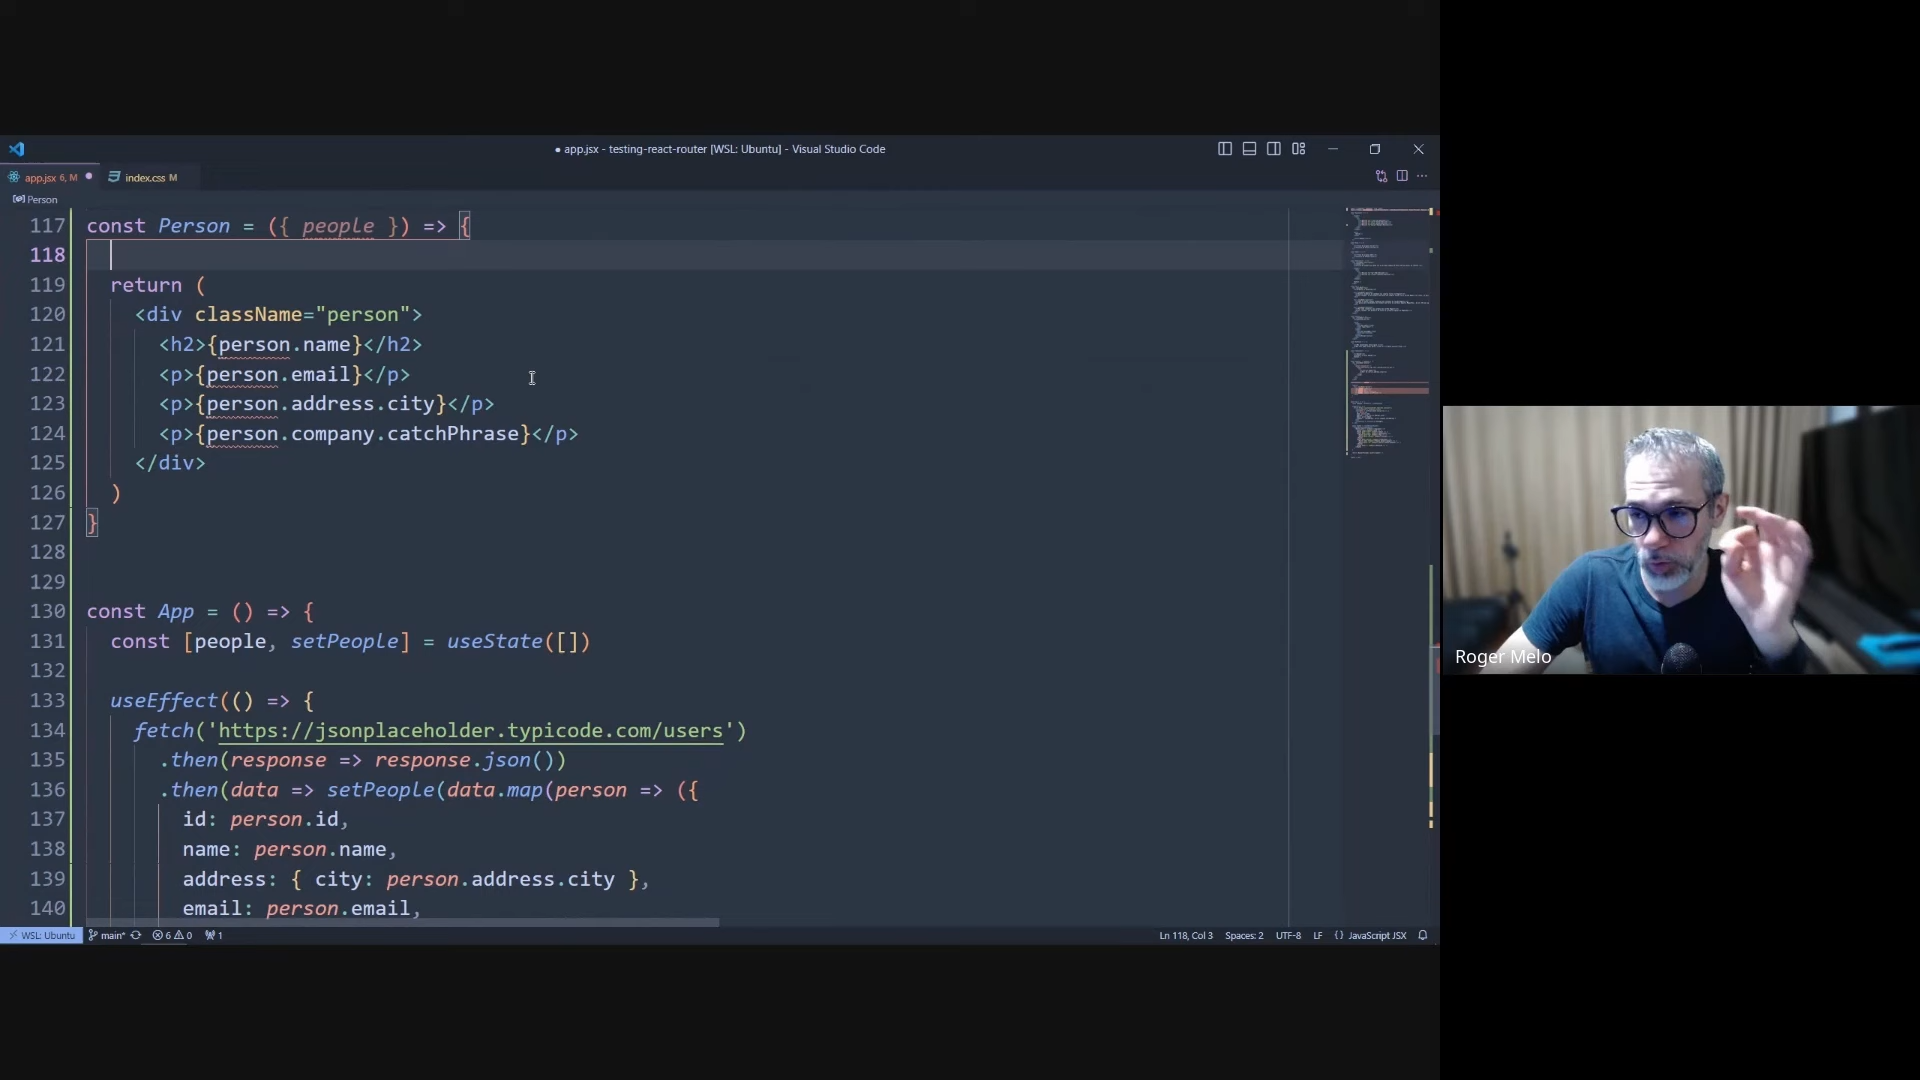 ● app.jsx - testing-react-router [WSL: Ubuntu] - Visual Studio Code
app.jsx 6, M ●
index.css M
Person
117 const Person = ({ people }) => {
118
119 return (
120 <div className="person">
121 <h2>{person.name}</h2>
122 <p>{person.email}</p>
123 <p>{person.address.city}</p>
124 <p>{person.company.catchPhrase}</p>
125 </div>
126 )
127 }
128
129
130 const App = () => {
131 const [people, setPeople] = useState([])
132
133 useEffect(() => {
134 fetch('https://jsonplaceholder.typicode.com/users')
135 .then(response => response.json())
136 .then(data => setPeople(data.map(person => ({
137 id: person.id,
138 name: person.name,
139 address: { city: person.address.city },
140 email: person.email,
WSL: Ubuntu main* 6 0 1 Ln 118, Col 3 Spaces: 2 UTF-8 LF {} JavaScript JSX
Roger Melo